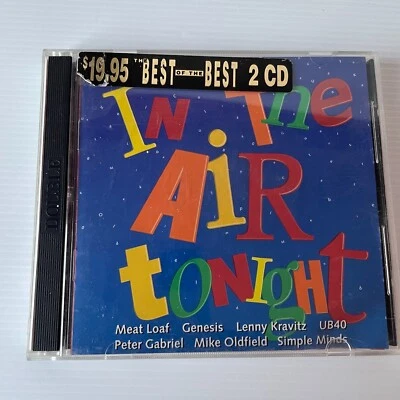 $19.95 THE BEST OF THE BEST 2 CD
In The
AiR
tONiGht
Meat Loaf Genesis Lenny Kravitz UB40
Peter Gabriel Mike Oldfield Simple Minds